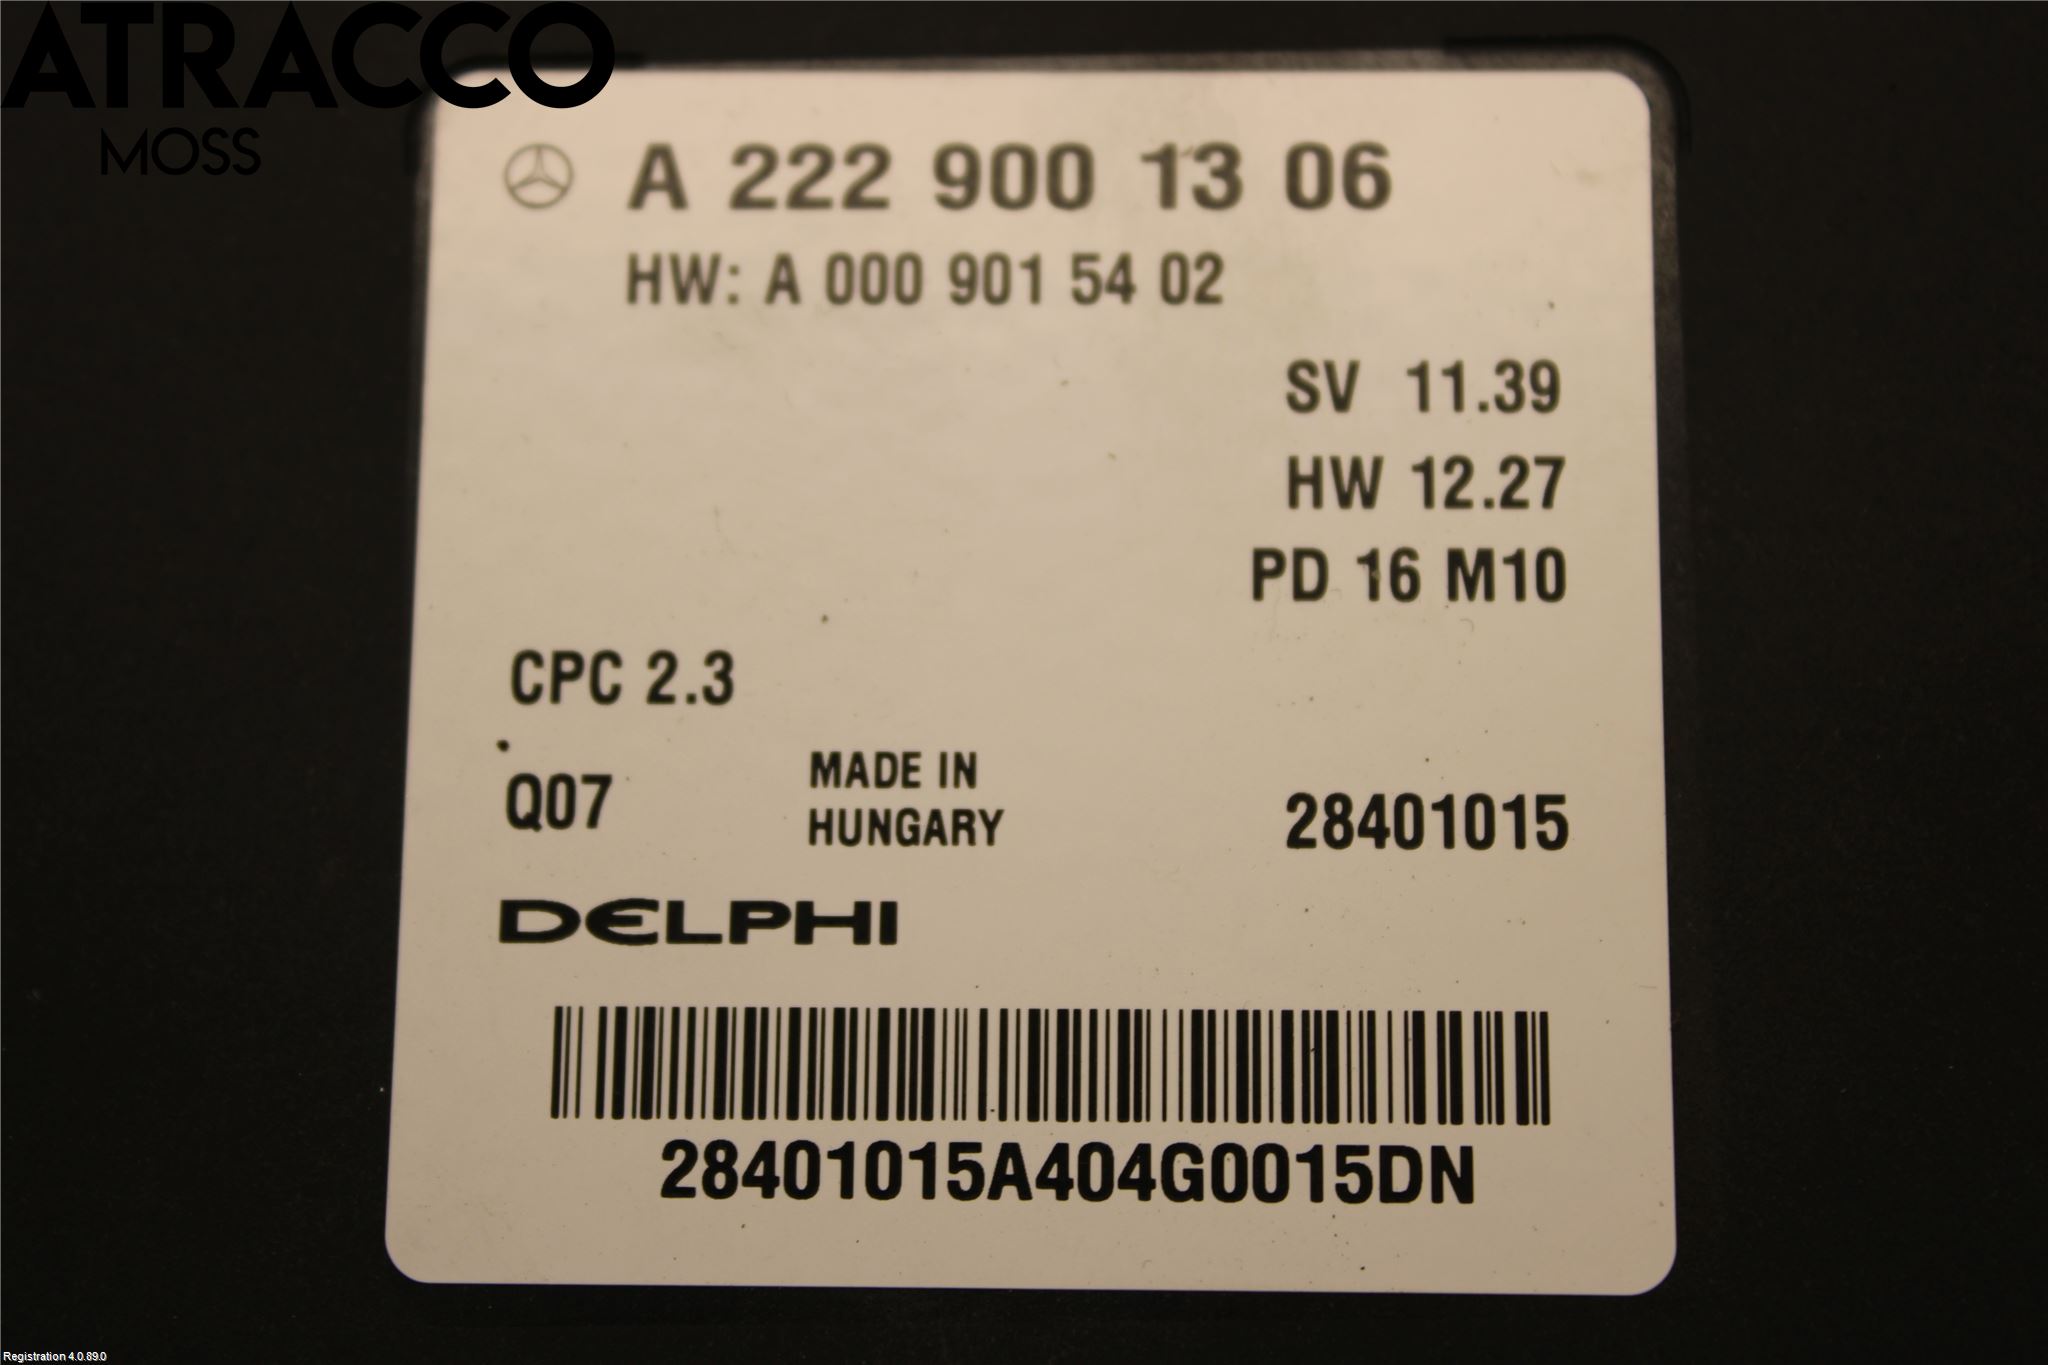 ATRACCO
MOSS
A 222 900 13 06
HW: A 000 901 54 02
SV 11.39
HW 12.27
PD 16 M10
CPC 2.3
Q07
MADE IN
HUNGARY
28401015
DELPHI
28401015A404G0015DN
Registration 4.0.89.0